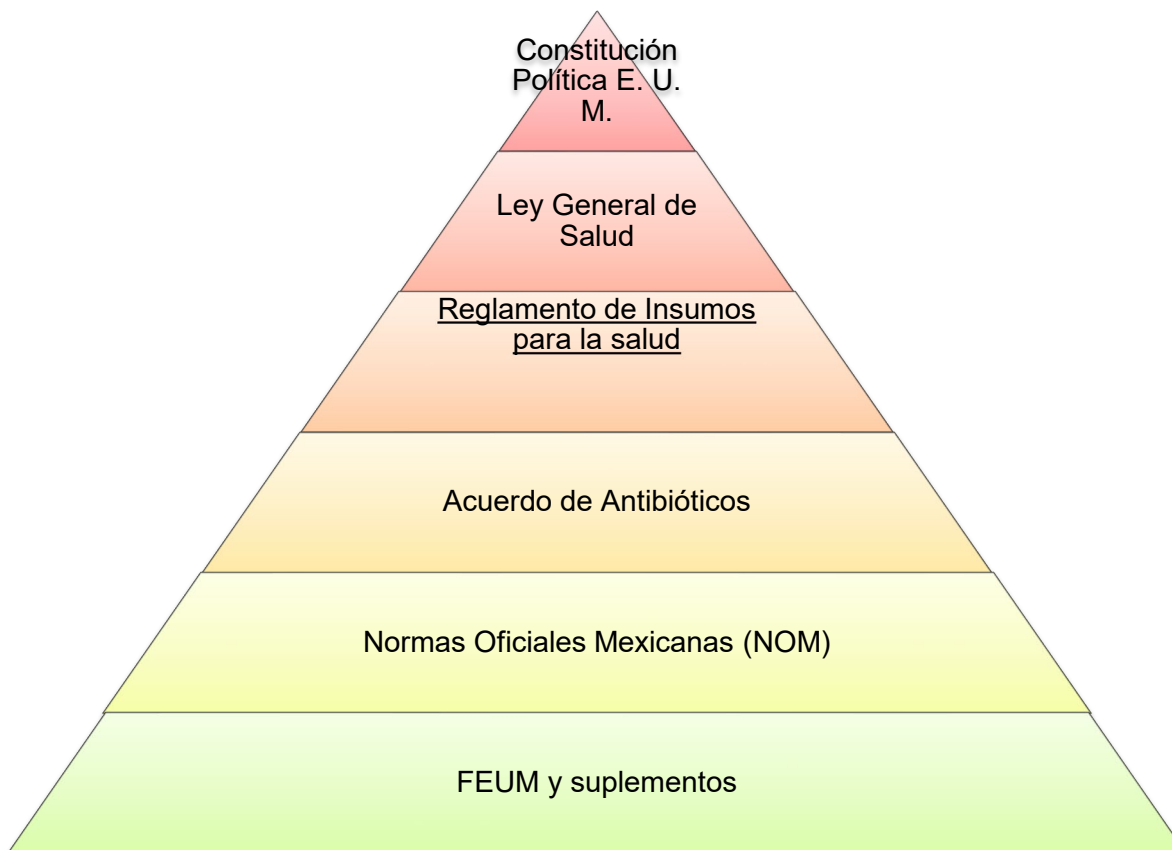 Constitución
Política E. U.
M.
Ley General de
Salud
Reglamento de Insumos
para la salud
Acuerdo de Antibióticos
Normas Oficiales Mexicanas (NOM)
FEUM y suplementos